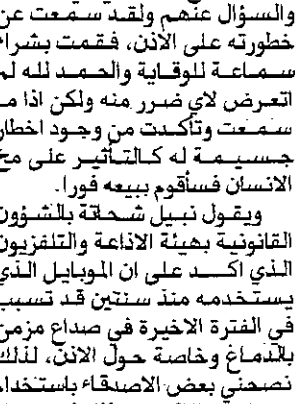 والسؤال عنهم ولقد سمعت عن
خطورته على الاذن، فقمت بشراء
سماعة للوقاية والحمد لله لم
اتعرض لاي ضرر منه ولكن اذا ما
سمعت وتأكدت من وجود اخطار
جسيمة له كالتأثير على مخ
الانسان فسأقوم ببيعه فورا.
ويقول نبيل شحاتة بالشؤون
القانونية بهيئة الاذاعة والتلفزيون
الذي اكد على ان الموبايل الذي
يستخدمه منذ سنتين قد تسبب
في الفترة الاخيرة في صداع مزمن
بالدماغ وخاصة حول الاذن، لذلك
نصحني بعض الاصدقاء باستخدام